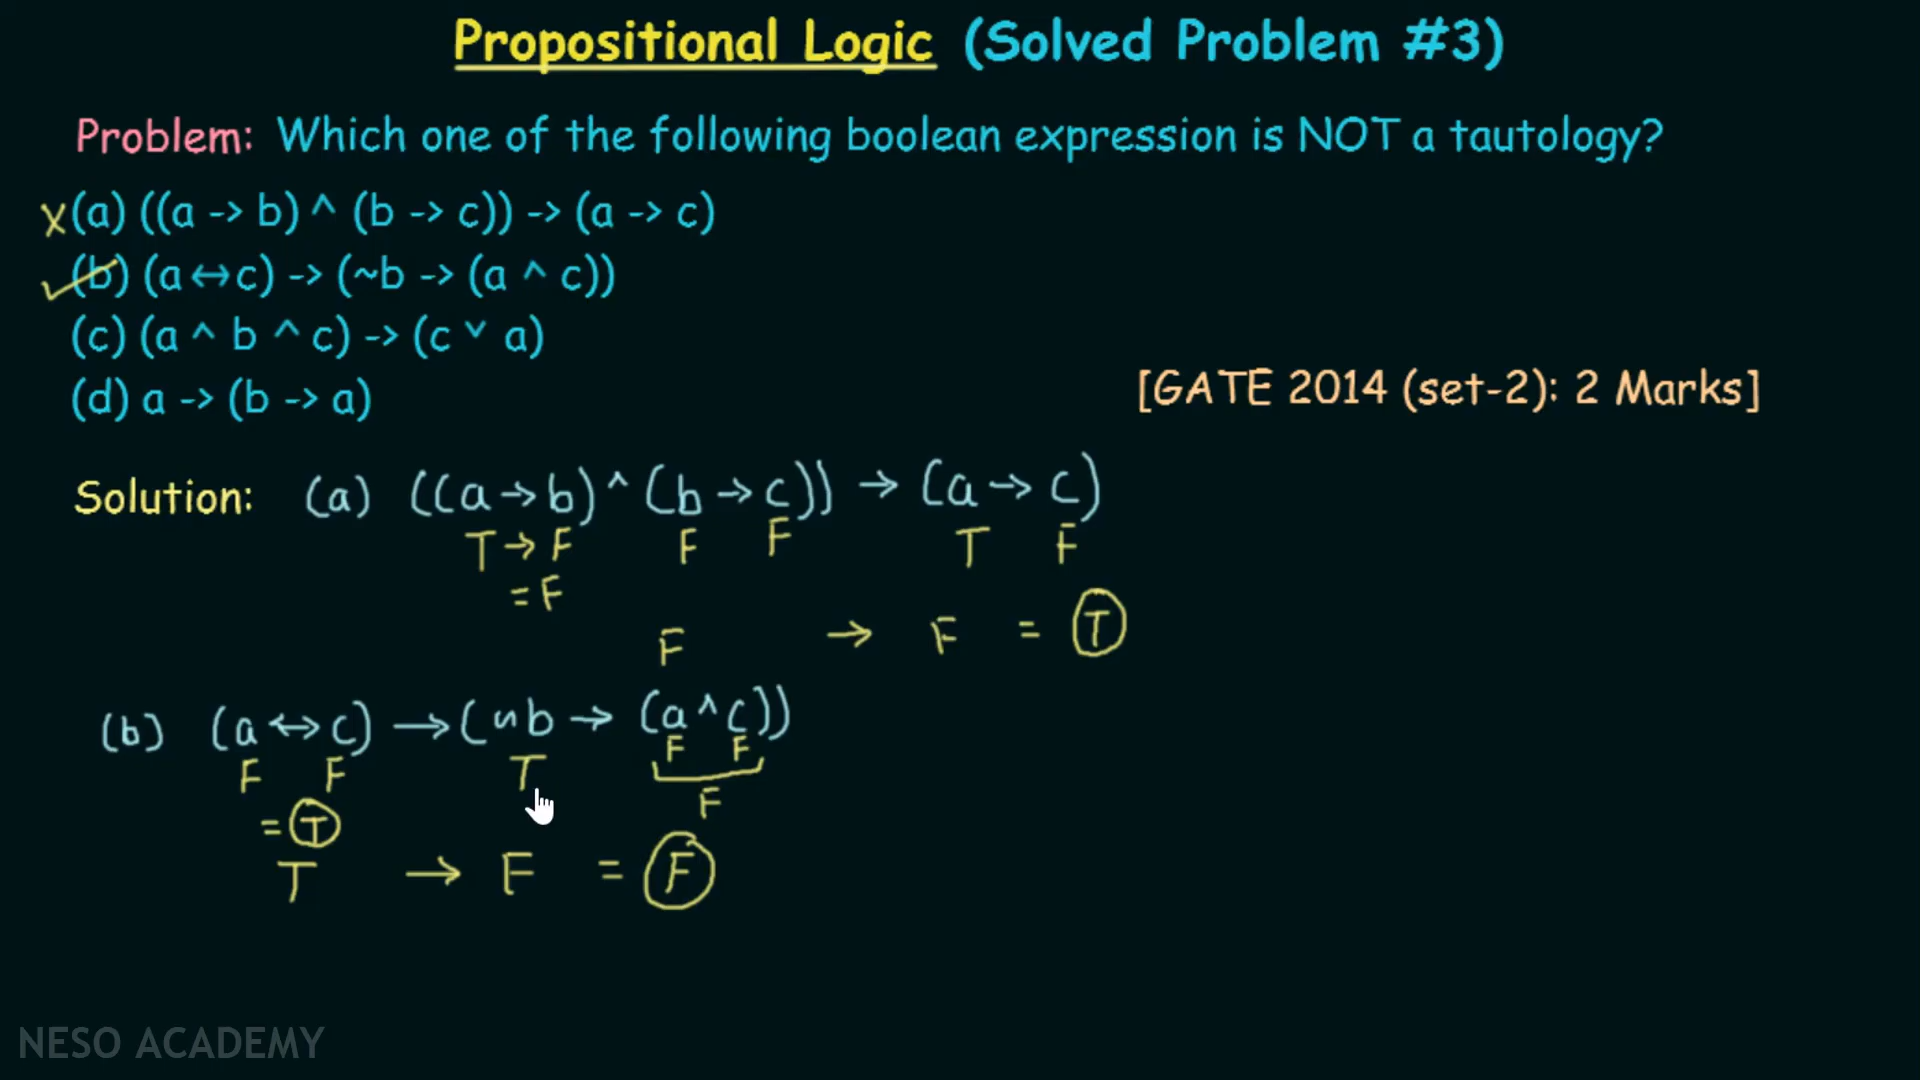 Propositional Logic (Solved Problem #3)
Problem: Which one of the following boolean expression is NOT a tautology?
x (a) ((a -> b) ^ (b -> c)) -> (a -> c)
✓ (b) (a ↔ c) -> (~b -> (a ^ c))
(c) (a ^ b ^ c) -> (c ˅ a)
(d) a -> (b -> a)
[GATE 2014 (set-2): 2 Marks]
Solution: (a) ((a → b) ^ (b → c)) → (a → c)
T → F F F T F
= F
F → F = T
(b) (a ↔ c) → (~b → (a ^ c))
F F T F F
= T F
T → F = F
NESO ACADEMY